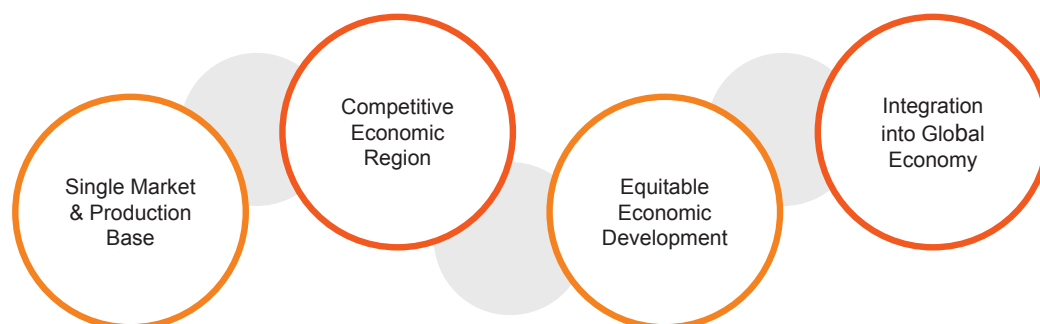 Single Market
& Production
Base
Competitive
Economic
Region
Equitable
Economic
Development
Integration
into Global
Economy